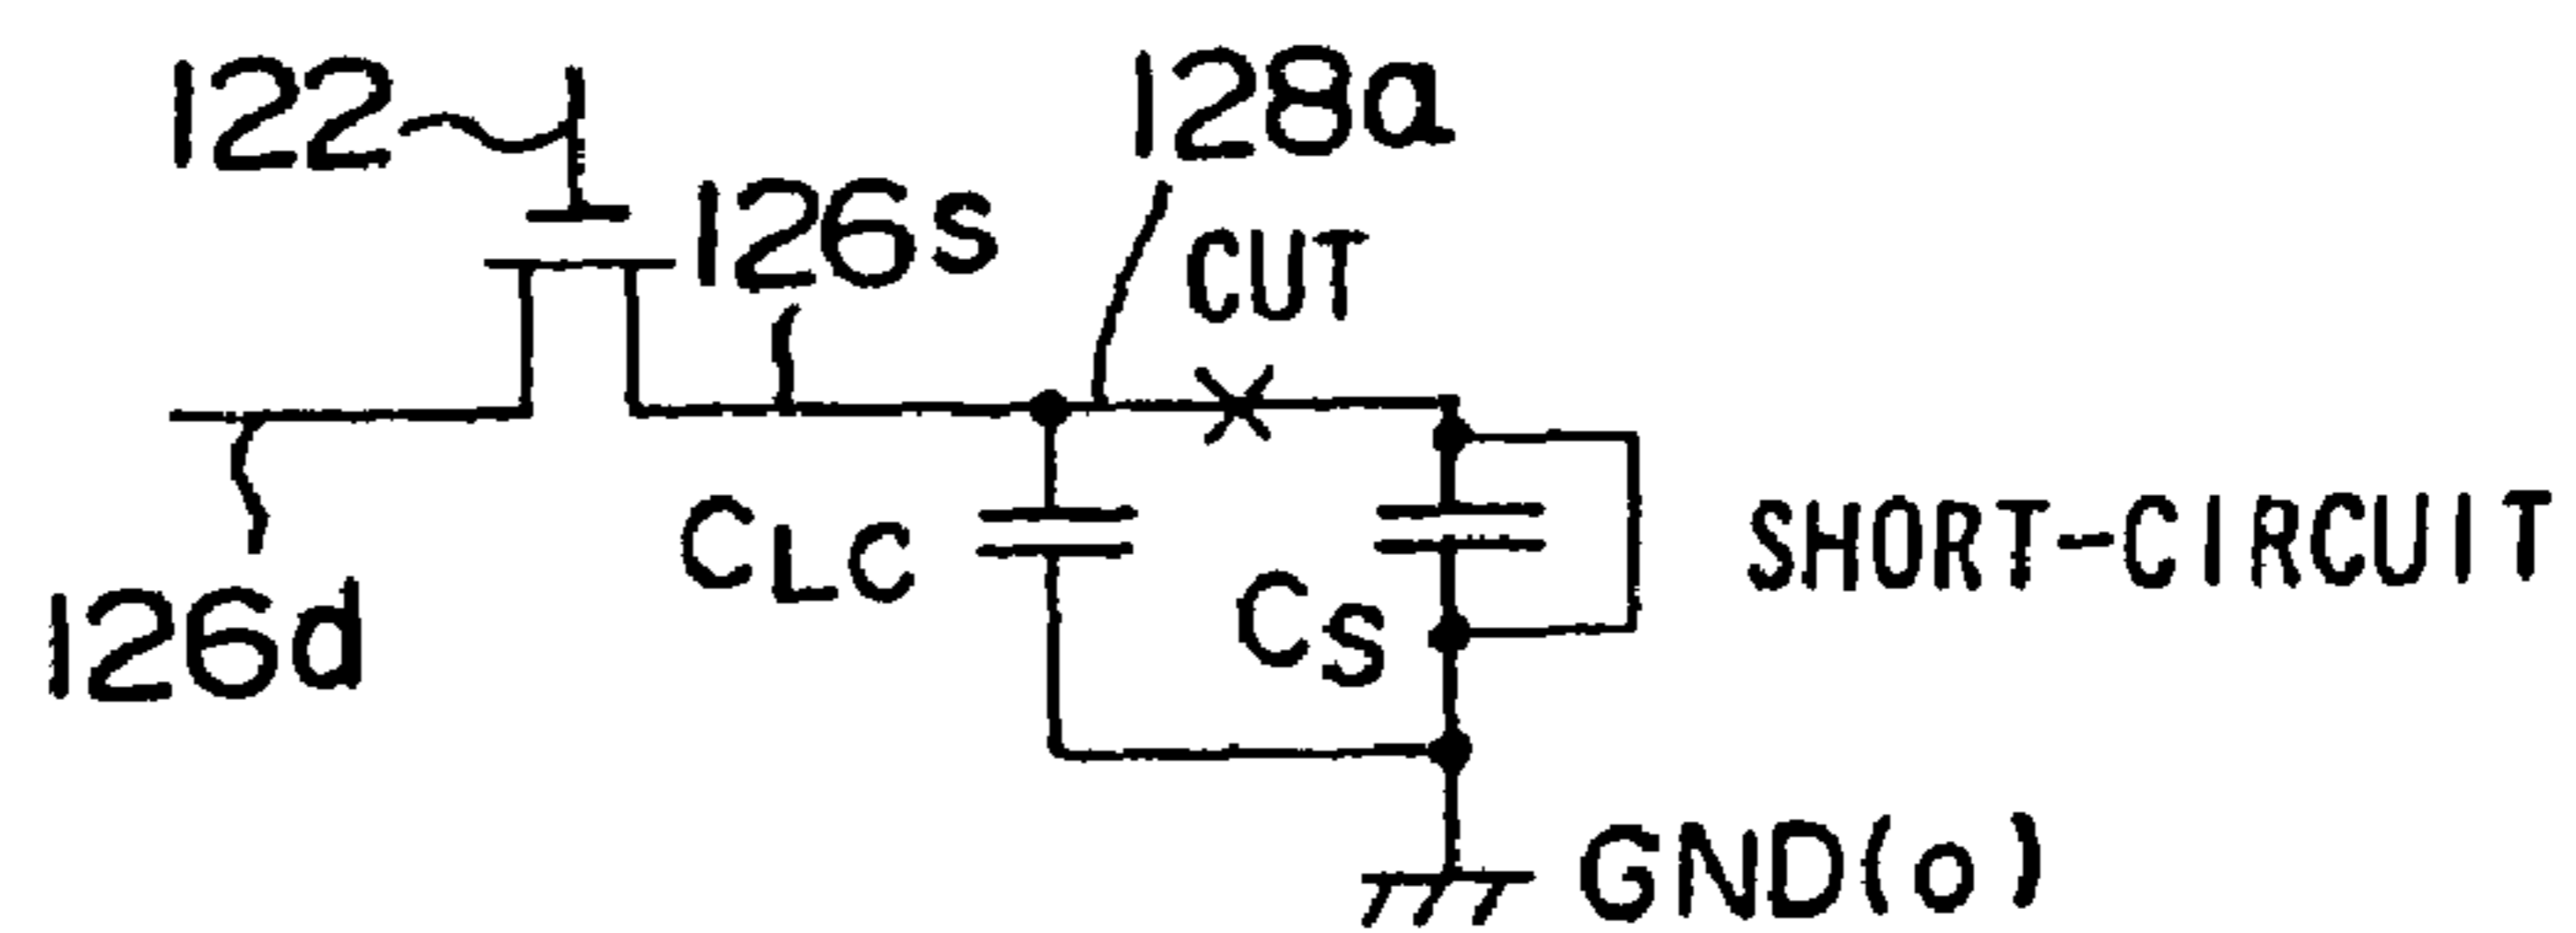 122
128a
126s
CUT
CLC
SHORT-CIRCUIT
126d
CS
GND(o)